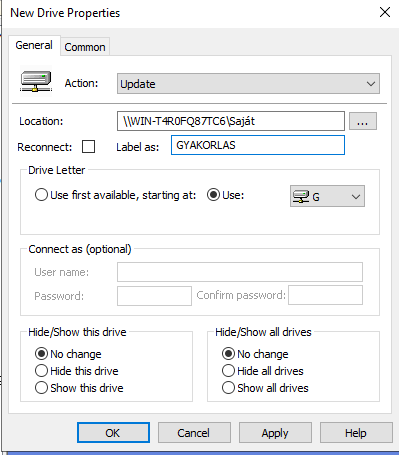 New Drive Properties
General Common
Action: Update
Location: \\WIN-T4R0FQ87TC6\Saját ...
Reconnect: Label as: GYAKORLAS
Drive Letter
Use first available, starting at: Use: G
Connect as (optional)
User name:
Password: Confirm password:
Hide/Show this drive Hide/Show all drives
No change No change
Hide this drive Hide all drives
Show this drive Show all drives
OK Cancel Apply Help